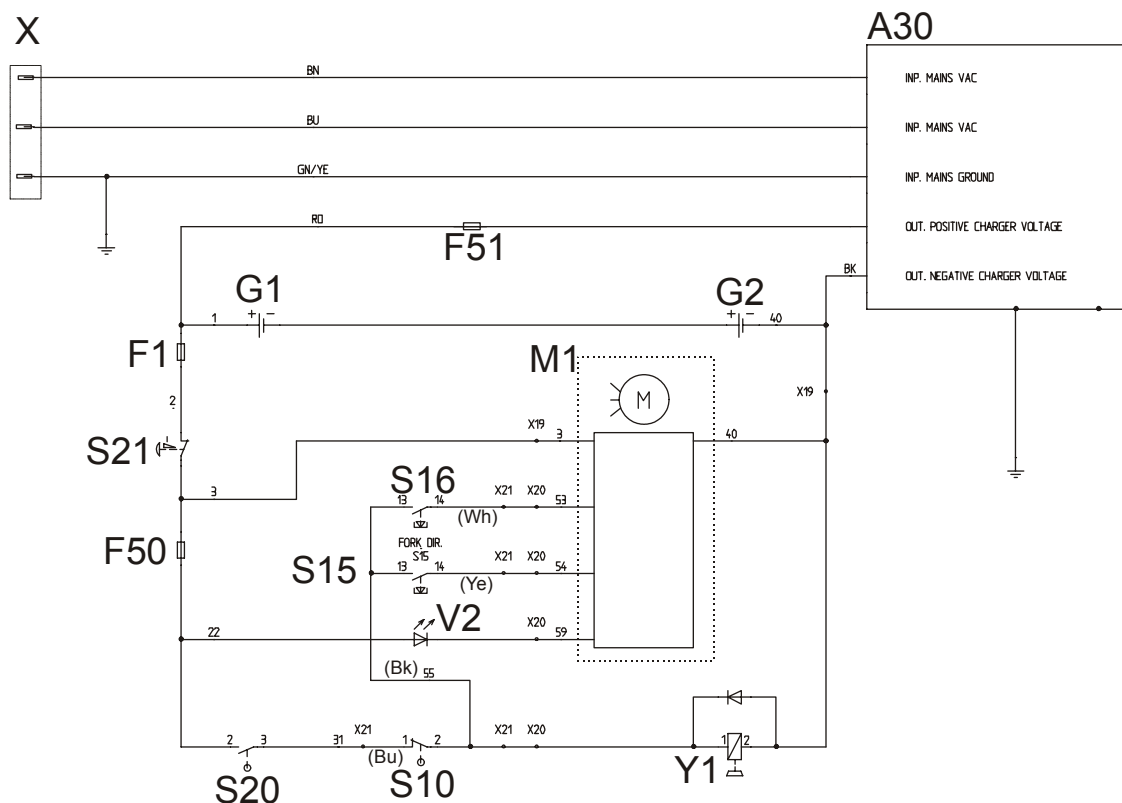 X
A30
BN
INP. MAINS VAC
BU
INP. MAINS VAC
GN/YE
INP. MAINS GROUND
RD
F51
OUT. POSITIVE CHARGER VOLTAGE
BK
OUT. NEGATIVE CHARGER VOLTAGE
G1
G2
1
+ −
+ −
40
F1
M1
M
2
X19
X19
3
40
S21
3
S16
13
14
(Wh)
X21
X20
53
F50
FORK DIR.
S15
S15
13
14
(Ye)
X21
X20
54
V2
22
X20
59
(Bk)
55
2
3
31
X21
(Bu)
1
2
X21
X20
1
2
S20
S10
Y1